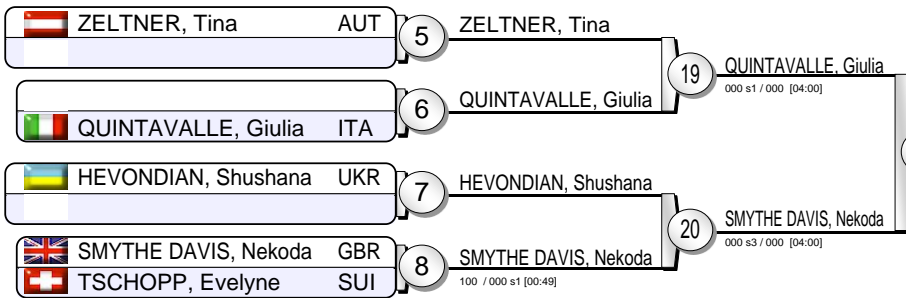 ZELTNER, Tina AUT
5
ZELTNER, Tina
19
QUINTAVALLE, Giulia
000 s1 / 000 [04:00]
6
QUINTAVALLE, Giulia
QUINTAVALLE, Giulia ITA
HEVONDIAN, Shushana UKR
7
HEVONDIAN, Shushana
20
SMYTHE DAVIS, Nekoda
000 s3 / 000 [04:00]
SMYTHE DAVIS, Nekoda GBR
8
SMYTHE DAVIS, Nekoda
100 / 000 s1 [00:49]
TSCHOPP, Evelyne SUI